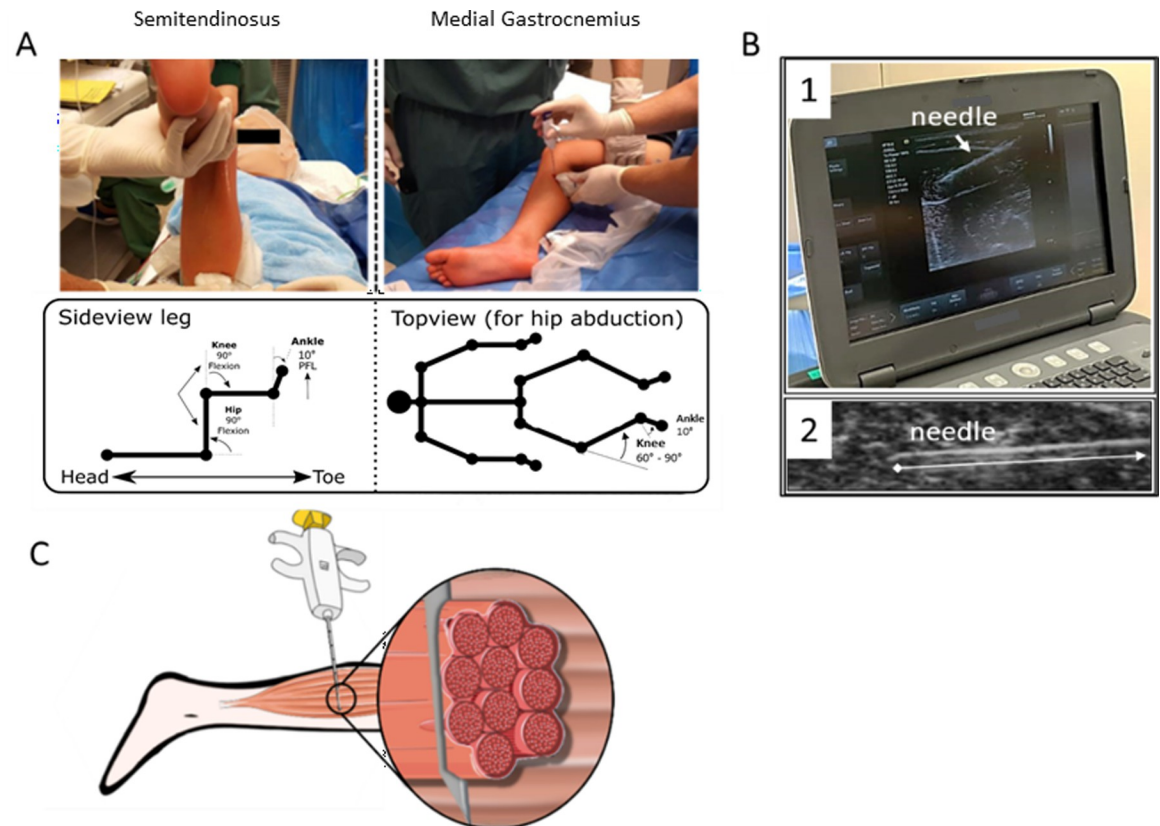 Semitendinosus
Medial Gastrocnemius
A
B
1
needle
Sideview leg
Knee
90°
Flexion
Ankle
10°
PFL
Hip
90°
Flexion
Head
Toe
Topview (for hip abduction)
Ankle
10°
Knee
60° - 90°
2
needle
C